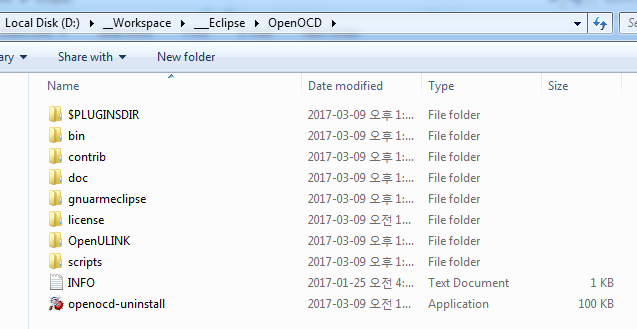 Local Disk (D:) __Workspace ___Eclipse OpenOCD
Share with New folder
Name Date modified Type Size
$PLUGINSDIR 2017-03-09 오후 1:... File folder
bin 2017-03-09 오후 1:... File folder
contrib 2017-03-09 오후 1:... File folder
doc 2017-03-09 오후 1:... File folder
gnuarmeclipse 2017-03-09 오후 1:... File folder
license 2017-03-09 오전 1... File folder
OpenULINK 2017-03-09 오후 1:... File folder
scripts 2017-03-09 오후 1:... File folder
INFO 2017-01-25 오전 4:... Text Document 1 KB
openocd-uninstall 2017-03-09 오전 1... Application 100 KB